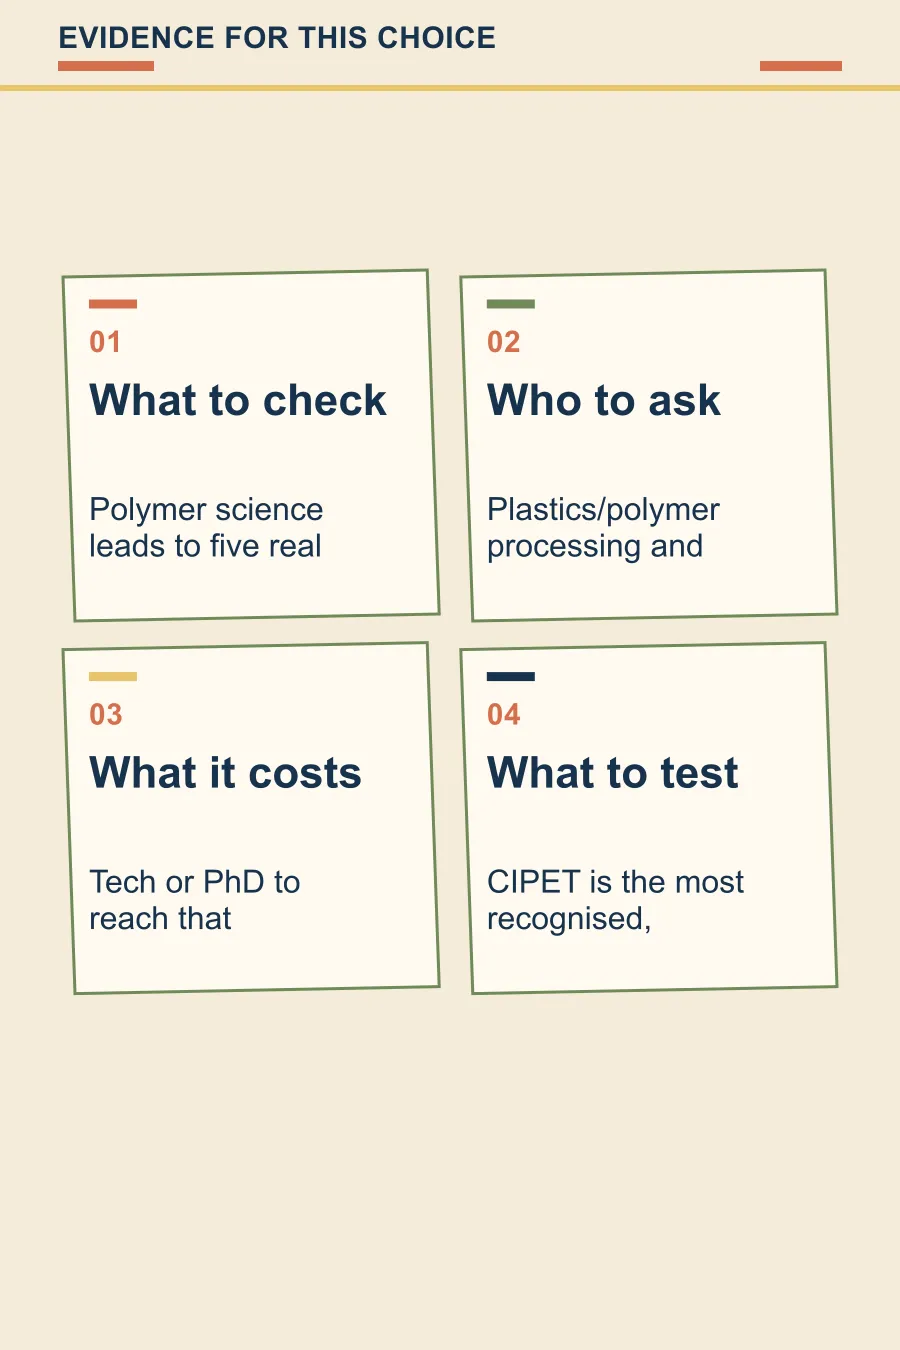 EVIDENCE FOR THIS CHOICE
01
What to check
Polymer science
leads to five real
02
Who to ask
Plastics/polymer
processing and
03
What it costs
Tech or PhD to
reach that
04
What to test
CIPET is the most
recognised,